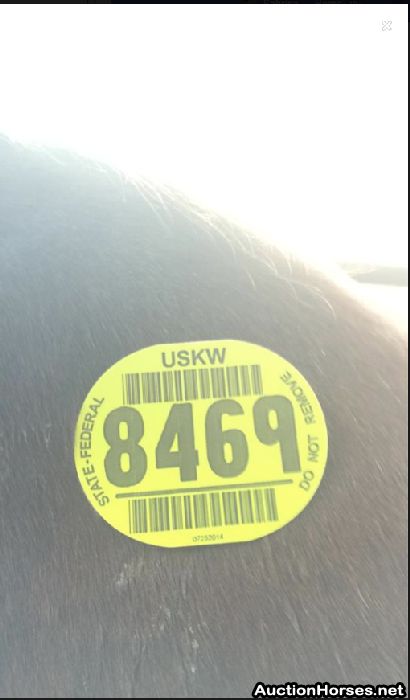 USKW
STATE-FEDERAL
8469
DO NOT REMOVE
AuctionHorses.net